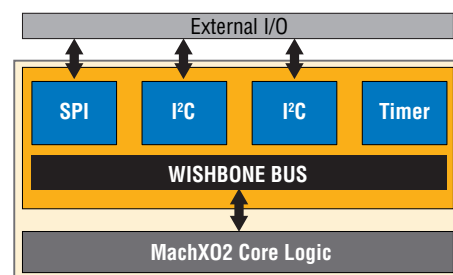 External I/O
SPI I²C I²C Timer
WISHBONE BUS
MachXO2 Core Logic